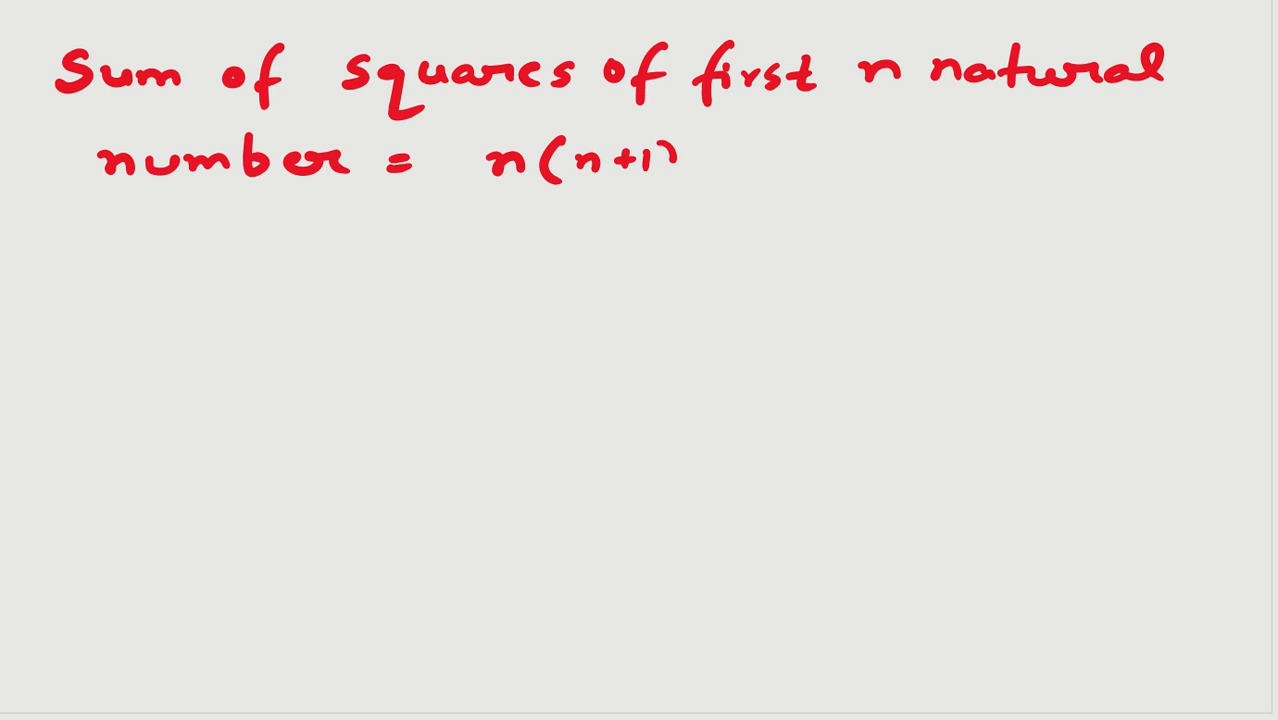 Sum of squares of first n natural
number = n(n+1)